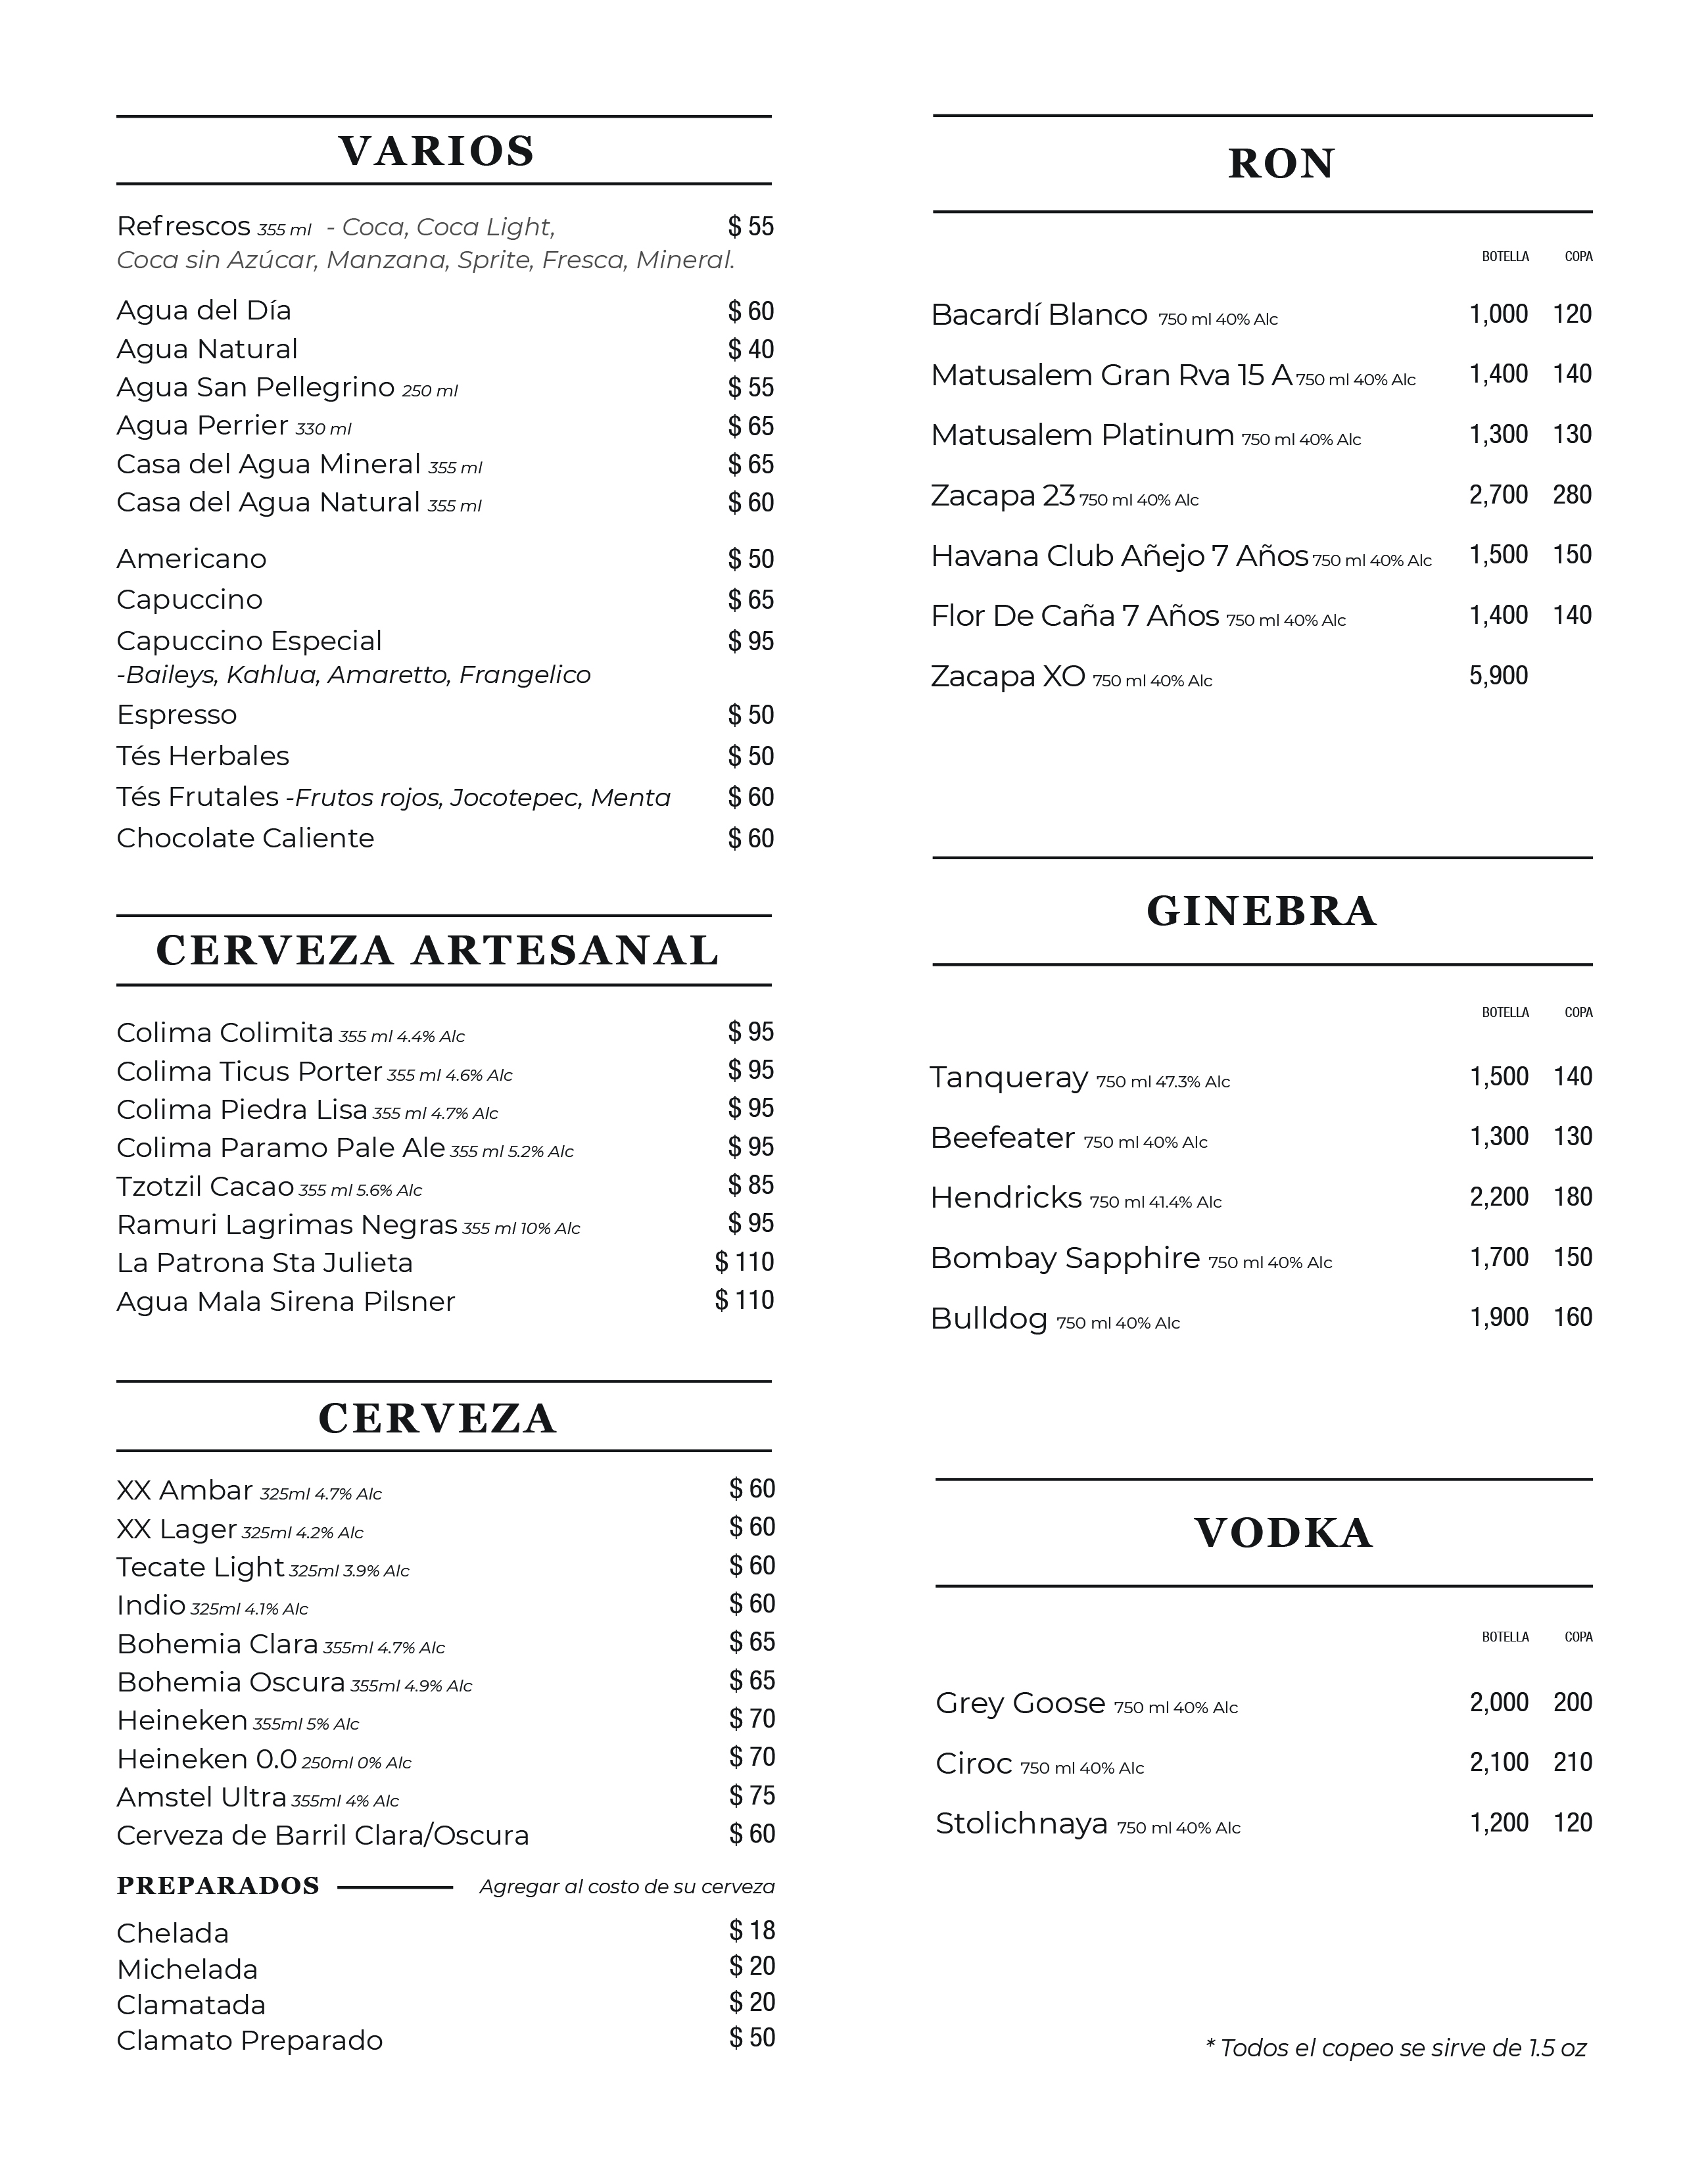 VARIOS
Refrescos 355 ml - Coca, Coca Light, $ 55
Coca sin Azúcar, Manzana, Sprite, Fresca, Mineral.
Agua del Día $ 60
Agua Natural $ 40
Agua San Pellegrino 250 ml $ 55
Agua Perrier 330 ml $ 65
Casa del Agua Mineral 355 ml $ 65
Casa del Agua Natural 355 ml $ 60
Americano $ 50
Capuccino $ 65
Capuccino Especial $ 95
-Baileys, Kahlua, Amaretto, Frangelico
Espresso $ 50
Tés Herbales $ 50
Tés Frutales -Frutos rojos, Jocotepec, Menta $ 60
Chocolate Caliente $ 60
CERVEZA ARTESANAL
Colima Colimita 355 ml 4.4% Alc $ 95
Colima Ticus Porter 355 ml 4.6% Alc $ 95
Colima Piedra Lisa 355 ml 4.7% Alc $ 95
Colima Paramo Pale Ale 355 ml 5.2% Alc $ 95
Tzotzil Cacao 355 ml 5.6% Alc $ 85
Ramuri Lagrimas Negras 355 ml 10% Alc $ 95
La Patrona Sta Julieta $ 110
Agua Mala Sirena Pilsner $ 110
CERVEZA
XX Ambar 325ml 4.7% Alc $ 60
XX Lager 325ml 4.2% Alc $ 60
Tecate Light 325ml 3.9% Alc $ 60
Indio 325ml 4.1% Alc $ 60
Bohemia Clara 355ml 4.7% Alc $ 65
Bohemia Oscura 355ml 4.9% Alc $ 65
Heineken 355ml 5% Alc $ 70
Heineken 0.0 250ml 0% Alc $ 70
Amstel Ultra 355ml 4% Alc $ 75
Cerveza de Barril Clara/Oscura $ 60
PREPARADOS Agregar al costo de su cerveza
Chelada $ 18
Michelada $ 20
Clamatada $ 20
Clamato Preparado $ 50
RON
BOTELLA COPA
Bacardí Blanco 750 ml 40% Alc 1,000 120
Matusalem Gran Rva 15 A 750 ml 40% Alc 1,400 140
Matusalem Platinum 750 ml 40% Alc 1,300 130
Zacapa 23 750 ml 40% Alc 2,700 280
Havana Club Añejo 7 Años 750 ml 40% Alc 1,500 150
Flor De Caña 7 Años 750 ml 40% Alc 1,400 140
Zacapa XO 750 ml 40% Alc 5,900
GINEBRA
BOTELLA COPA
Tanqueray 750 ml 47.3% Alc 1,500 140
Beefeater 750 ml 40% Alc 1,300 130
Hendricks 750 ml 41.4% Alc 2,200 180
Bombay Sapphire 750 ml 40% Alc 1,700 150
Bulldog 750 ml 40% Alc 1,900 160
VODKA
BOTELLA COPA
Grey Goose 750 ml 40% Alc 2,000 200
Ciroc 750 ml 40% Alc 2,100 210
Stolichnaya 750 ml 40% Alc 1,200 120
* Todos el copeo se sirve de 1.5 oz